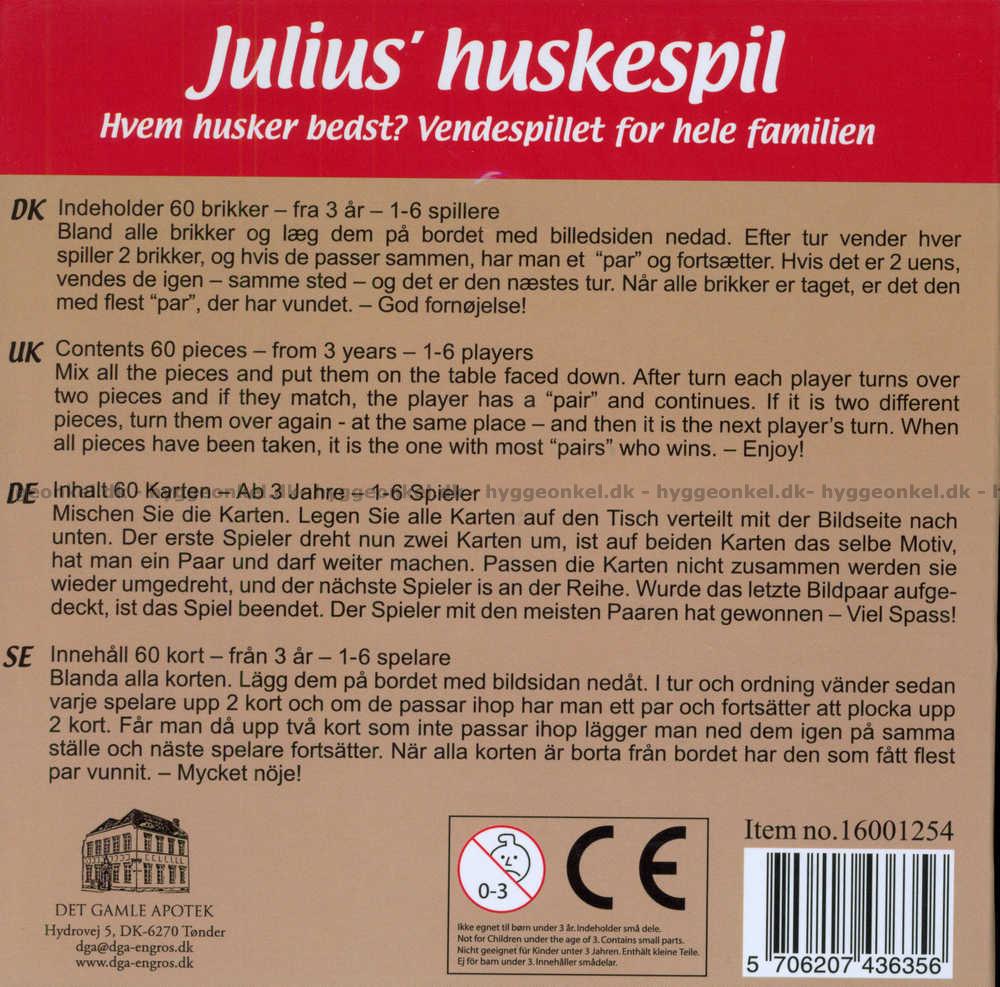 Julius' huskespil
Hvem husker bedst? Vendespillet for hele familien
DK Indeholder 60 brikker – fra 3 år – 1-6 spillere
Bland alle brikker og læg dem på bordet med billedsiden nedad. Efter tur vender hver
spiller 2 brikker, og hvis de passer sammen, har man et "par" og fortsætter. Hvis det er 2 uens,
vendes de igen – samme sted – og det er den næstes tur. Når alle brikker er taget, er det den
med flest "par", der har vundet. – God fornøjelse!
UK Contents 60 pieces – from 3 years – 1-6 players
Mix all the pieces and put them on the table faced down. After turn each player turns over
two pieces and if they match, the player has a "pair" and continues. If it is two different
pieces, turn them over again - at the same place – and then it is the next player's turn. When
all pieces have been taken, it is the one with most "pairs" who wins. – Enjoy!
DE Inhalt 60 Karten – Ab 3 Jahre – 1-6 Spieler
hyggeonkel.dk - hyggeonkel.dk - hyggeonkel.dk- hyggeonkel.dk
Mischen Sie die Karten. Legen Sie alle Karten auf den Tisch verteilt mit der Bildseite nach
unten. Der erste Spieler dreht nun zwei Karten um, ist auf beiden Karten das selbe Motiv,
hat man ein Paar und darf weiter machen. Passen die Karten nicht zusammen werden sie
wieder umgedreht, und der nächste Spieler is an der Reihe. Wurde das letzte Bildpaar aufge-
deckt, ist das Spiel beendet. Der Spieler mit den meisten Paaren hat gewonnen – Viel Spass!
SE Innehåll 60 kort – från 3 år – 1-6 spelare
Blanda alla korten. Lägg dem på bordet med bildsidan nedåt. I tur och ordning vänder sedan
varje spelare upp 2 kort och om de passar ihop har man ett par och fortsätter att plocka upp
2 kort. Får man då upp två kort som inte passar ihop lägger man ned dem igen på samma
ställe och näste spelare fortsätter. När alla korten är borta från bordet har den som fått flest
par vunnit. – Mycket nöje!
DET GAMLE APOTEK
Hydrovej 5, DK-6270 Tønder
dga@dga-engros.dk
www.dga-engros.dk
0-3
CE
Ikke egnet til børn under 3 år. Indeholder små dele.
Not for Children under the age of 3. Contains small parts.
Nicht geeignet für Kinder unter 3 Jahren. Enthält kleine Teile.
Ej för barn under 3. Innehåller smådelar.
Item no.16001254
5 706207 436356